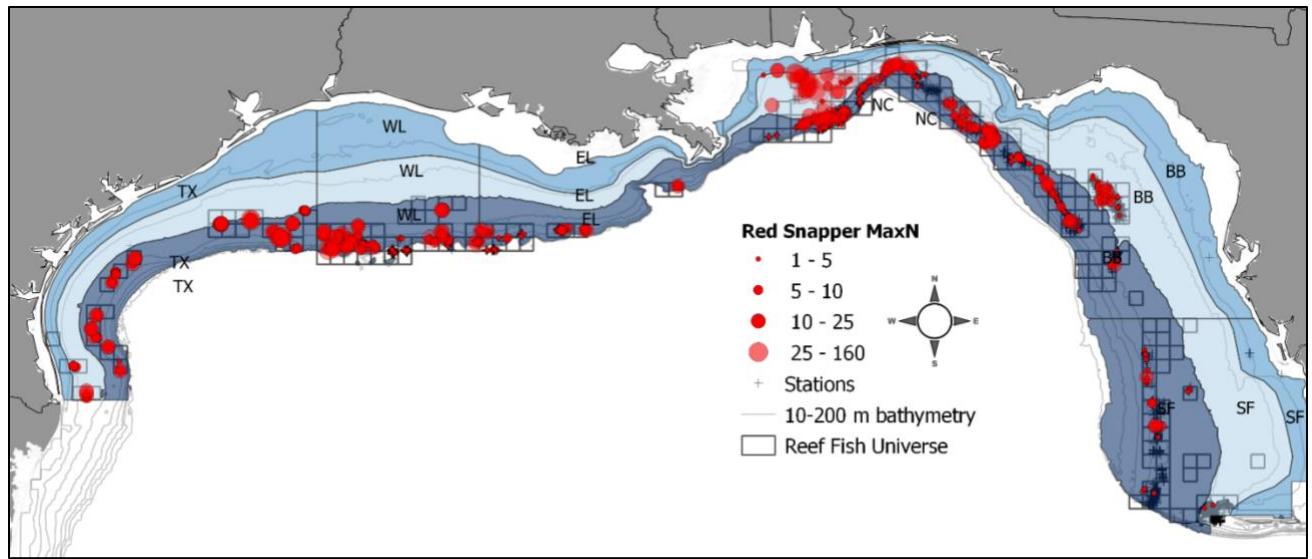 WL
EL
WL
TX
EL
WL
EL
TX
TX
NC
NC
BB
BB
BB
SF
SF
SF
Red Snapper MaxN
1 - 5
5 - 10
10 - 25
25 - 160
Stations
10-200 m bathymetry
Reef Fish Universe
N
W
E
S